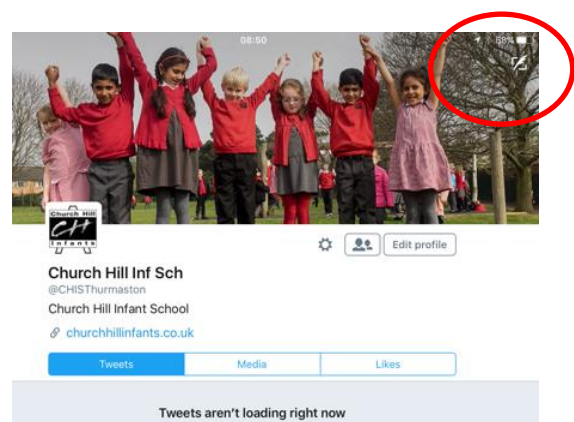 08:50
68%
Church Hill
CH
Infants
Edit profile
Church Hill Inf Sch
@CHISThurmaston
Church Hill Infant School
churchhillinfants.co.uk
Tweets Media Likes
Tweets aren't loading right now